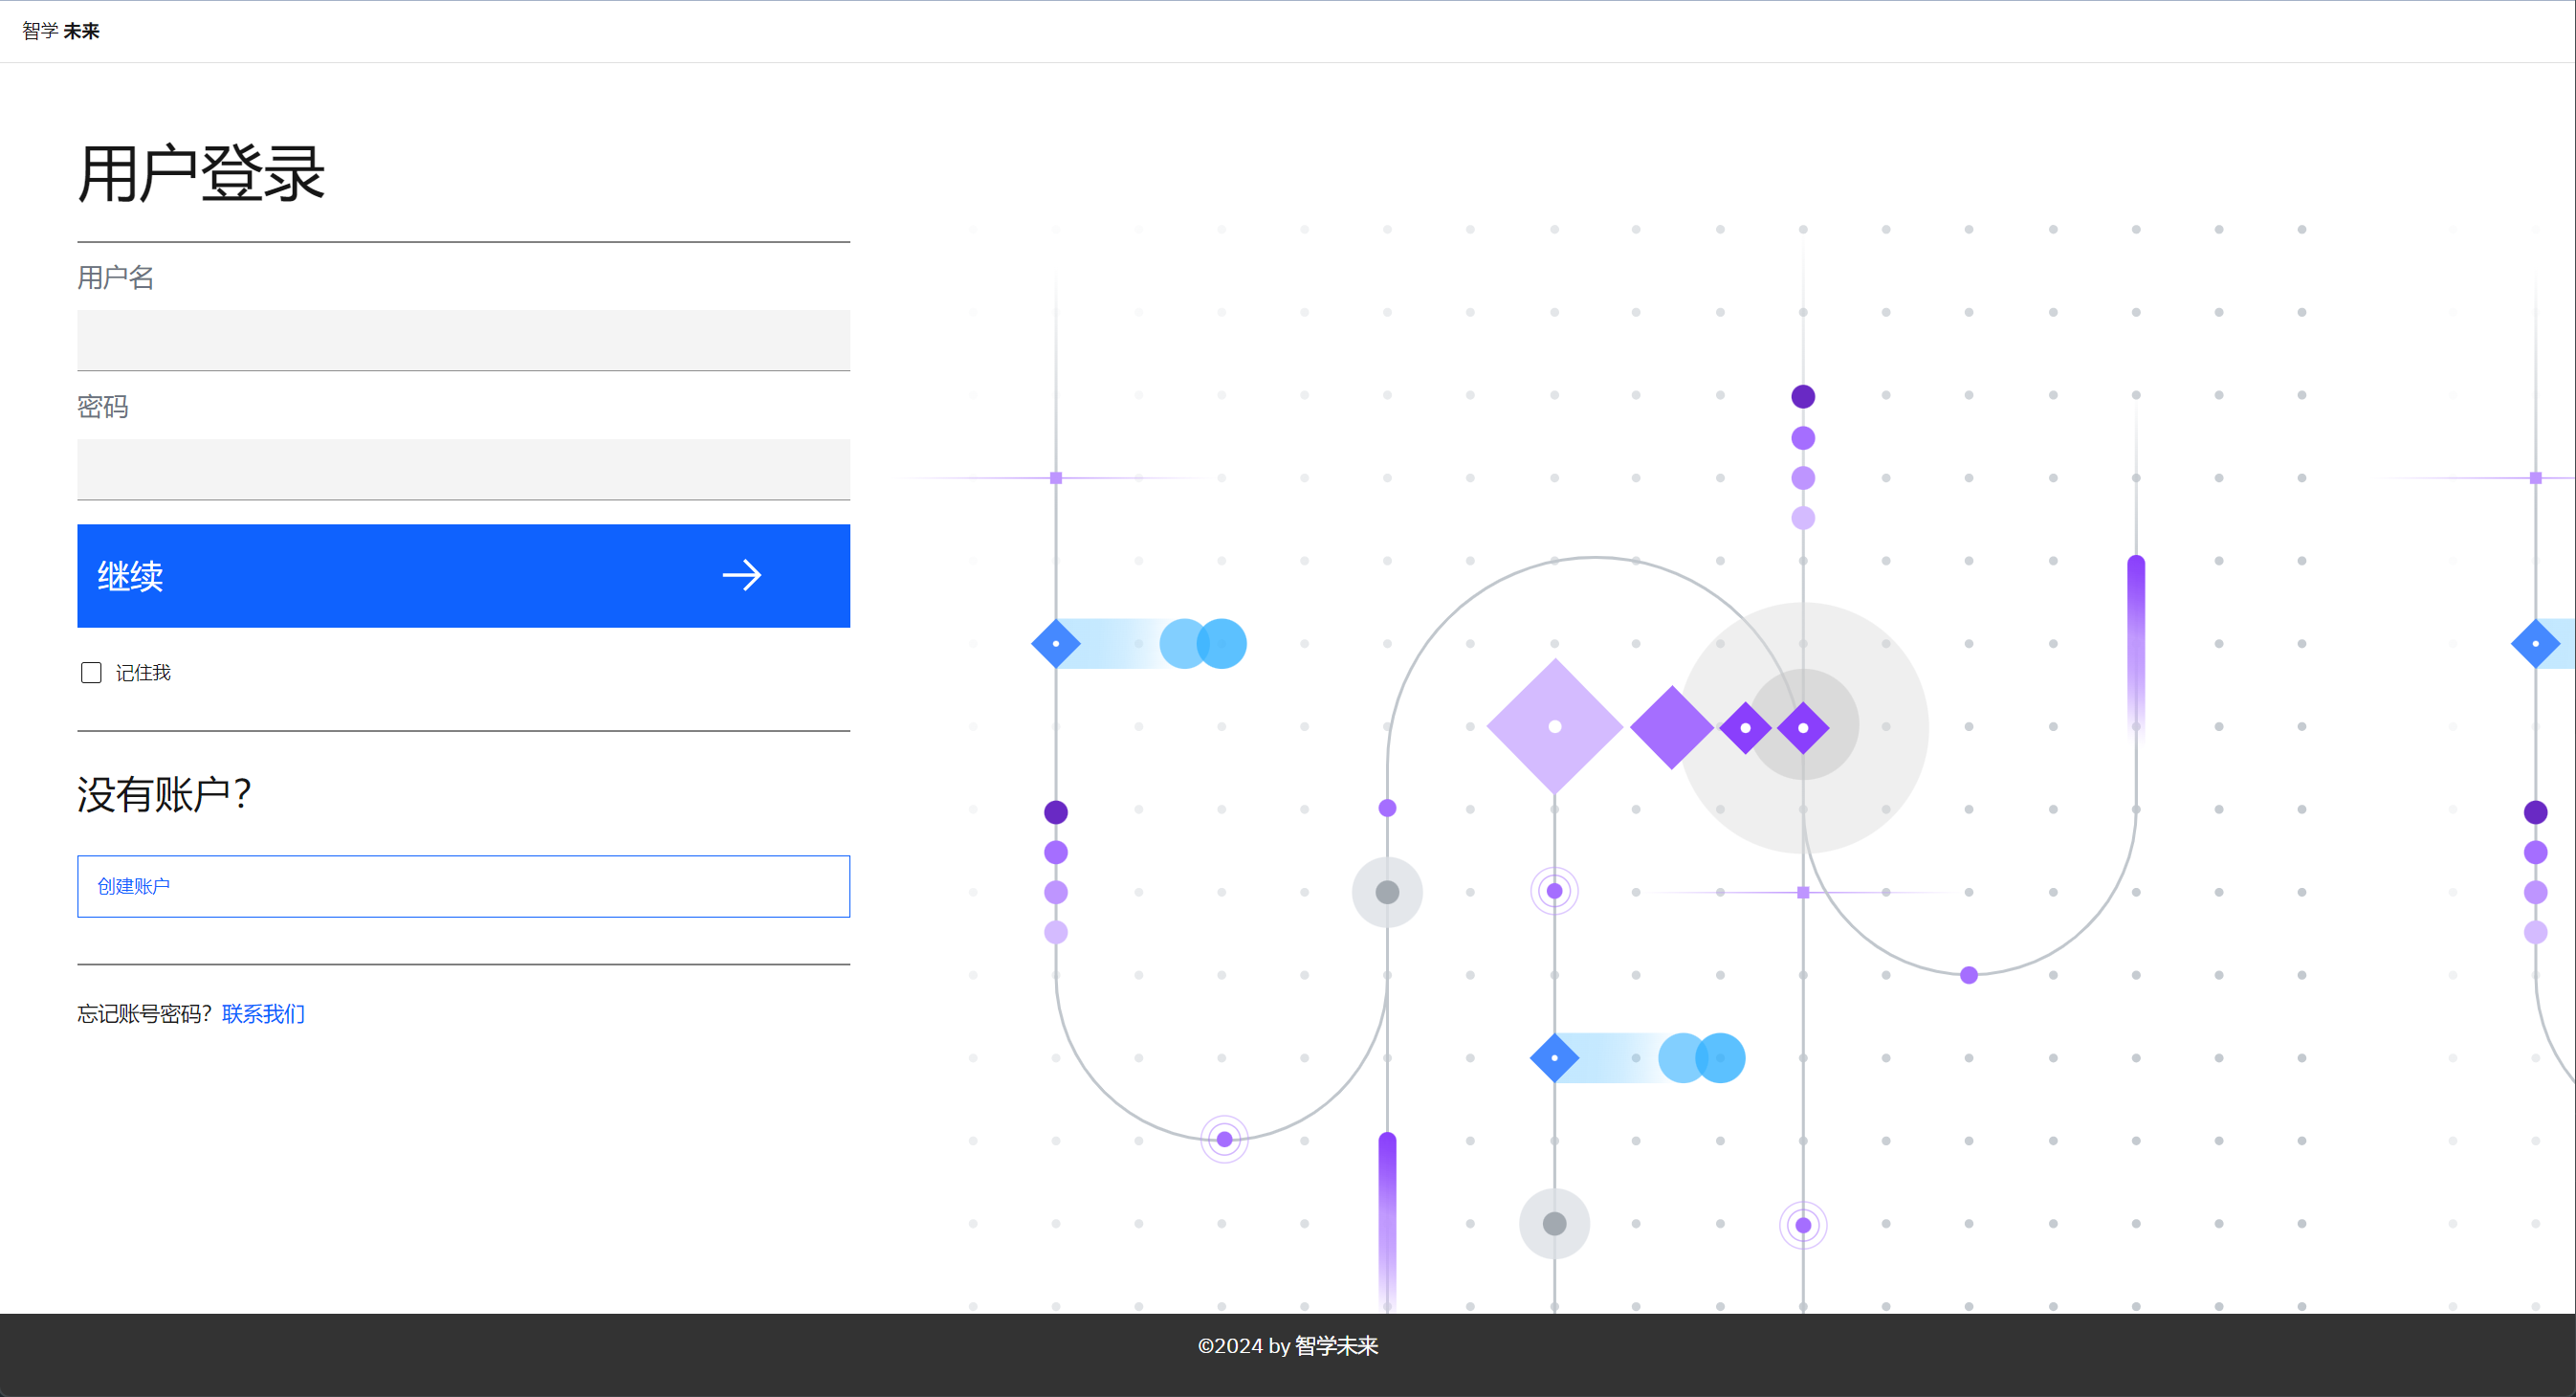 智学 未来
用户登录
用户名
密码
继续
记住我
没有账户？
创建账户
忘记账号密码？联系我们
©2024 by 智学未来